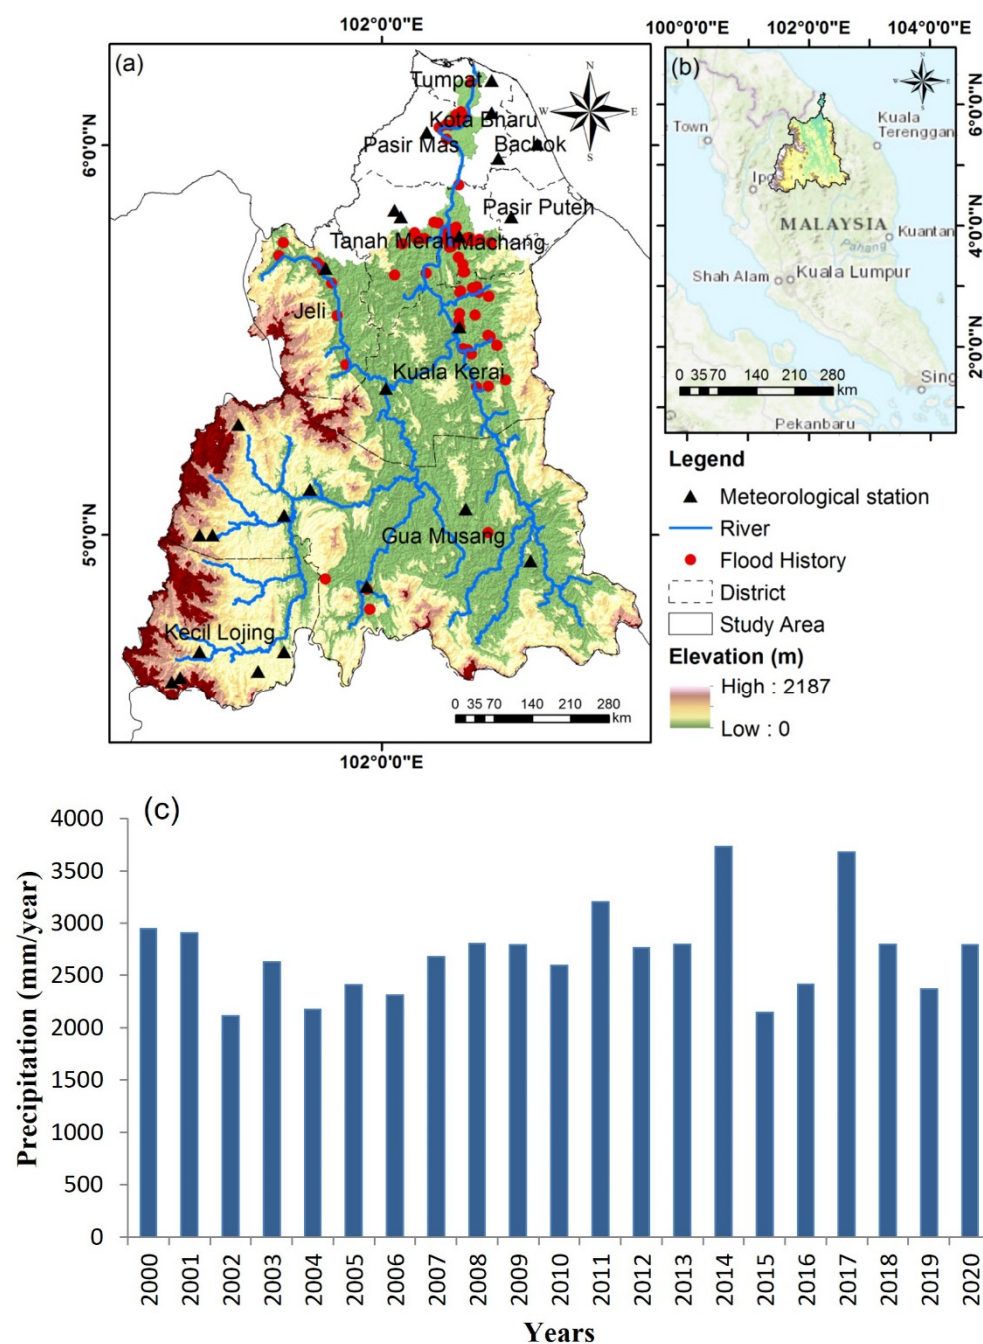 102°0'0"E
(a)
Tumpat
N
W
E
S
Kota Bharu
Pasir Mas
Bachok
6°0'0"N
Pasir Puteh
Tanah Merah
Machang
Jeli
Kuala Kerai
Gua Musang
5°0'0"N
Kecil Lojing
0 35 70 140 210 280
km
102°0'0"E
100°0'E 102°0'0"E 104°0'E
(b)
N
W
E
S
Kuala
Terenggan
e Town
Ipo
MALAYSIA
Kuantan
Pahang
Shah Alam
Kuala Lumpur
0 35 70 140 210 280
km
Sing
Pekanbaru
6°0'0"N
4°0'0"N
2°0'0"N
Legend
Meteorological station
River
Flood History
District
Study Area
Elevation (m)
High : 2187
Low : 0
(c)
Precipitation (mm/year)
4000
3500
3000
2500
2000
1500
1000
500
0
2000 2001 2002 2003 2004 2005 2006 2007 2008 2009 2010 2011 2012 2013 2014 2015 2016 2017 2018 2019 2020
Years